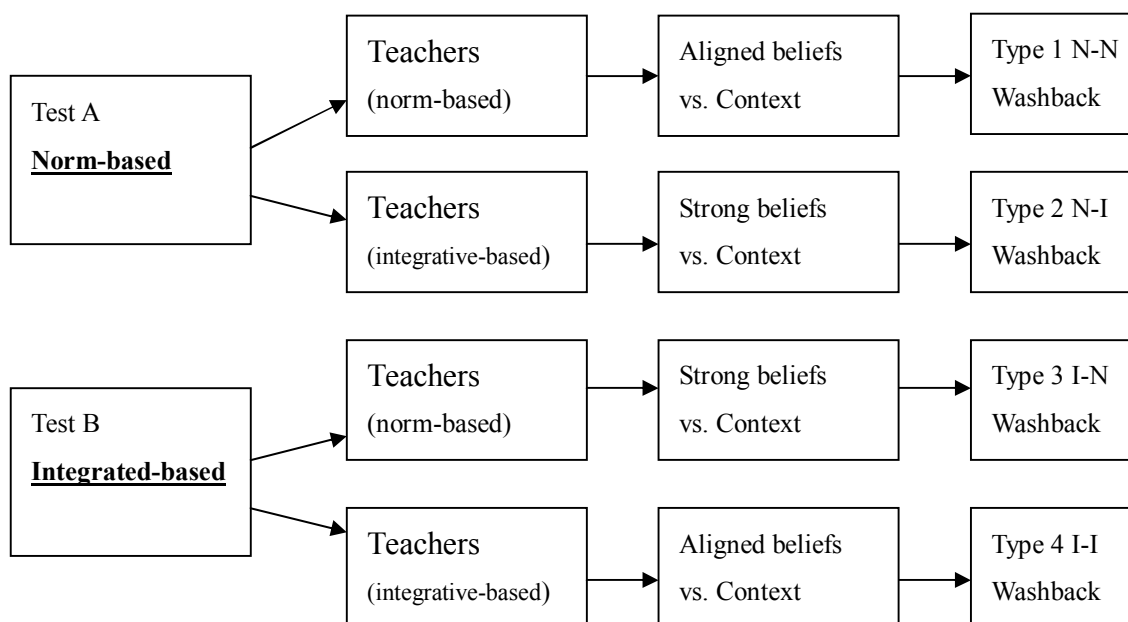 Test A
Norm-based
Teachers
(norm-based)
Aligned beliefs
vs. Context
Type 1 N-N
Washback
Teachers
(integrative-based)
Strong beliefs
vs. Context
Type 2 N-I
Washback
Test B
Integrated-based
Teachers
(norm-based)
Strong beliefs
vs. Context
Type 3 I-N
Washback
Teachers
(integrative-based)
Aligned beliefs
vs. Context
Type 4 I-I
Washback